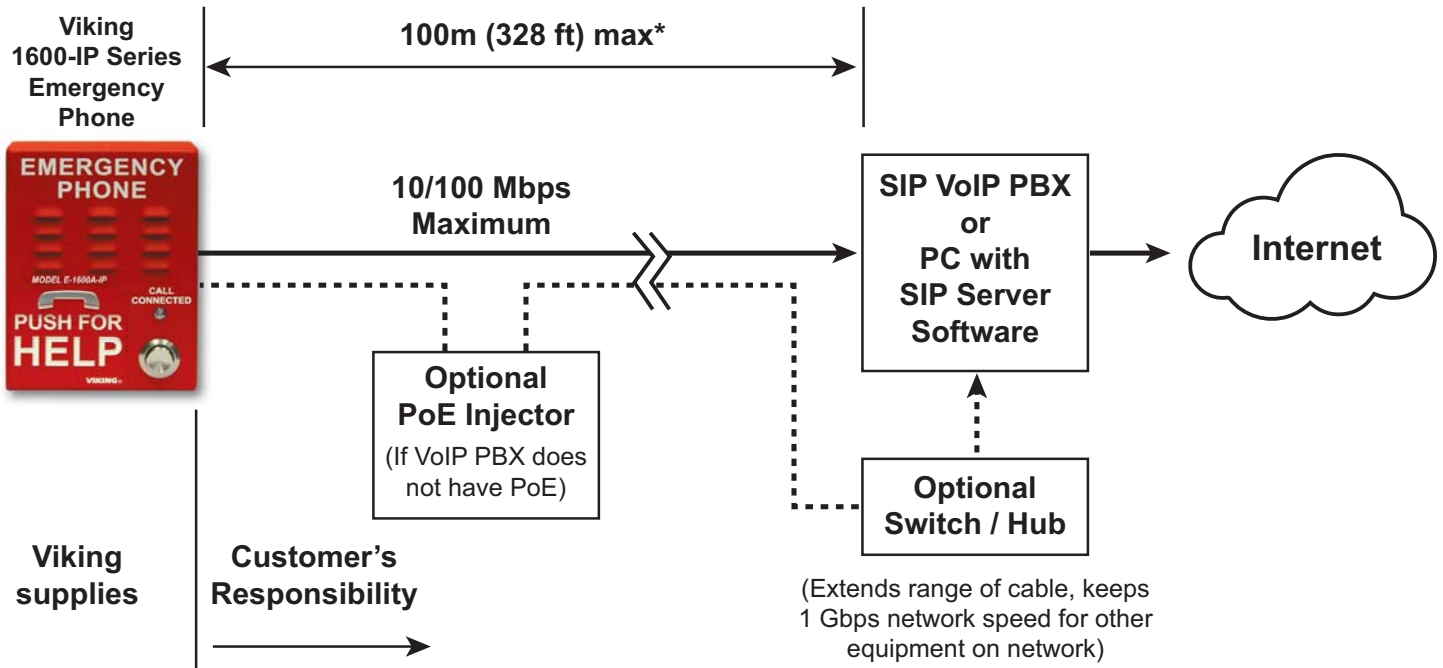 Viking
1600-IP Series
Emergency
Phone
100m (328 ft) max*
EMERGENCY
PHONE
MODEL E-1600A-IP
CALL
CONNECTED
PUSH FOR
HELP
VIKING®
10/100 Mbps
Maximum
SIP VoIP PBX
or
PC with
SIP Server
Software
Internet
Optional
PoE Injector
(If VoIP PBX does
not have PoE)
Optional
Switch / Hub
(Extends range of cable, keeps
1 Gbps network speed for other
equipment on network)
Viking
supplies
Customer's
Responsibility